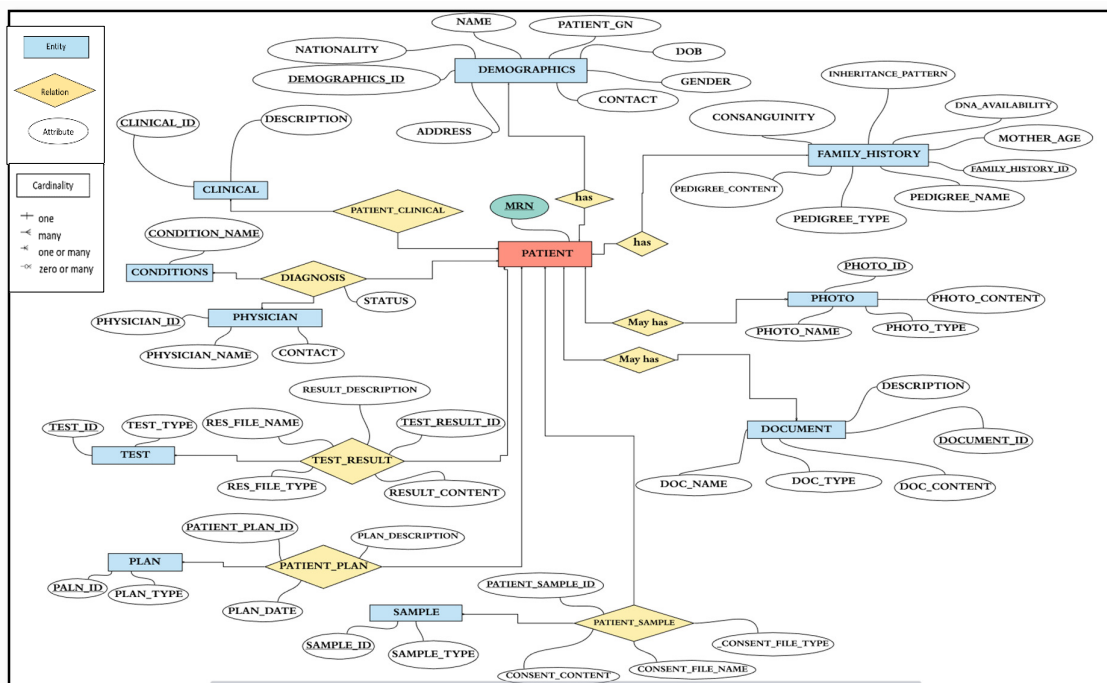 Entity
Relation
Attribute
Cardinality
one
many
one or many
zero or many
NAME
PATIENT_GN
NATIONALITY
DOB
DEMOGRAPHICS_ID
DEMOGRAPHICS
GENDER
CONTACT
ADDRESS
INHERITANCE_PATTERN
DNA_AVAILABILITY
CONSANGUINITY
MOTHER_AGE
FAMILY_HISTORY
FAMILY_HISTORY_ID
PEDIGREE_CONTENT
PEDIGREE_NAME
PEDIGREE_TYPE
CLINICAL_ID
DESCRIPTION
CLINICAL
PATIENT_CLINICAL
MRN
has
has
PATIENT
CONDITION_NAME
CONDITIONS
DIAGNOSIS
STATUS
PHYSICIAN_ID
PHYSICIAN
PHYSICIAN_NAME
CONTACT
PHOTO_ID
PHOTO
PHOTO_CONTENT
May has
PHOTO_NAME
PHOTO_TYPE
May has
DESCRIPTION
DOCUMENT
DOCUMENT_ID
DOC_NAME
DOC_TYPE
DOC_CONTENT
RESULT_DESCRIPTION
RES_FILE_NAME
TEST_RESULT_ID
TEST_ID
TEST_TYPE
TEST
TEST_RESULT
RES_FILE_TYPE
RESULT_CONTENT
PATIENT_PLAN_ID
PLAN_DESCRIPTION
PLAN
PATIENT_PLAN
PALN_ID
PLAN_TYPE
PLAN_DATE
PATIENT_SAMPLE_ID
SAMPLE
PATIENT_SAMPLE
SAMPLE_ID
SAMPLE_TYPE
_CONSENT_FILE_TYPE
CONSENT_FILE_NAME
CONSENT_CONTENT